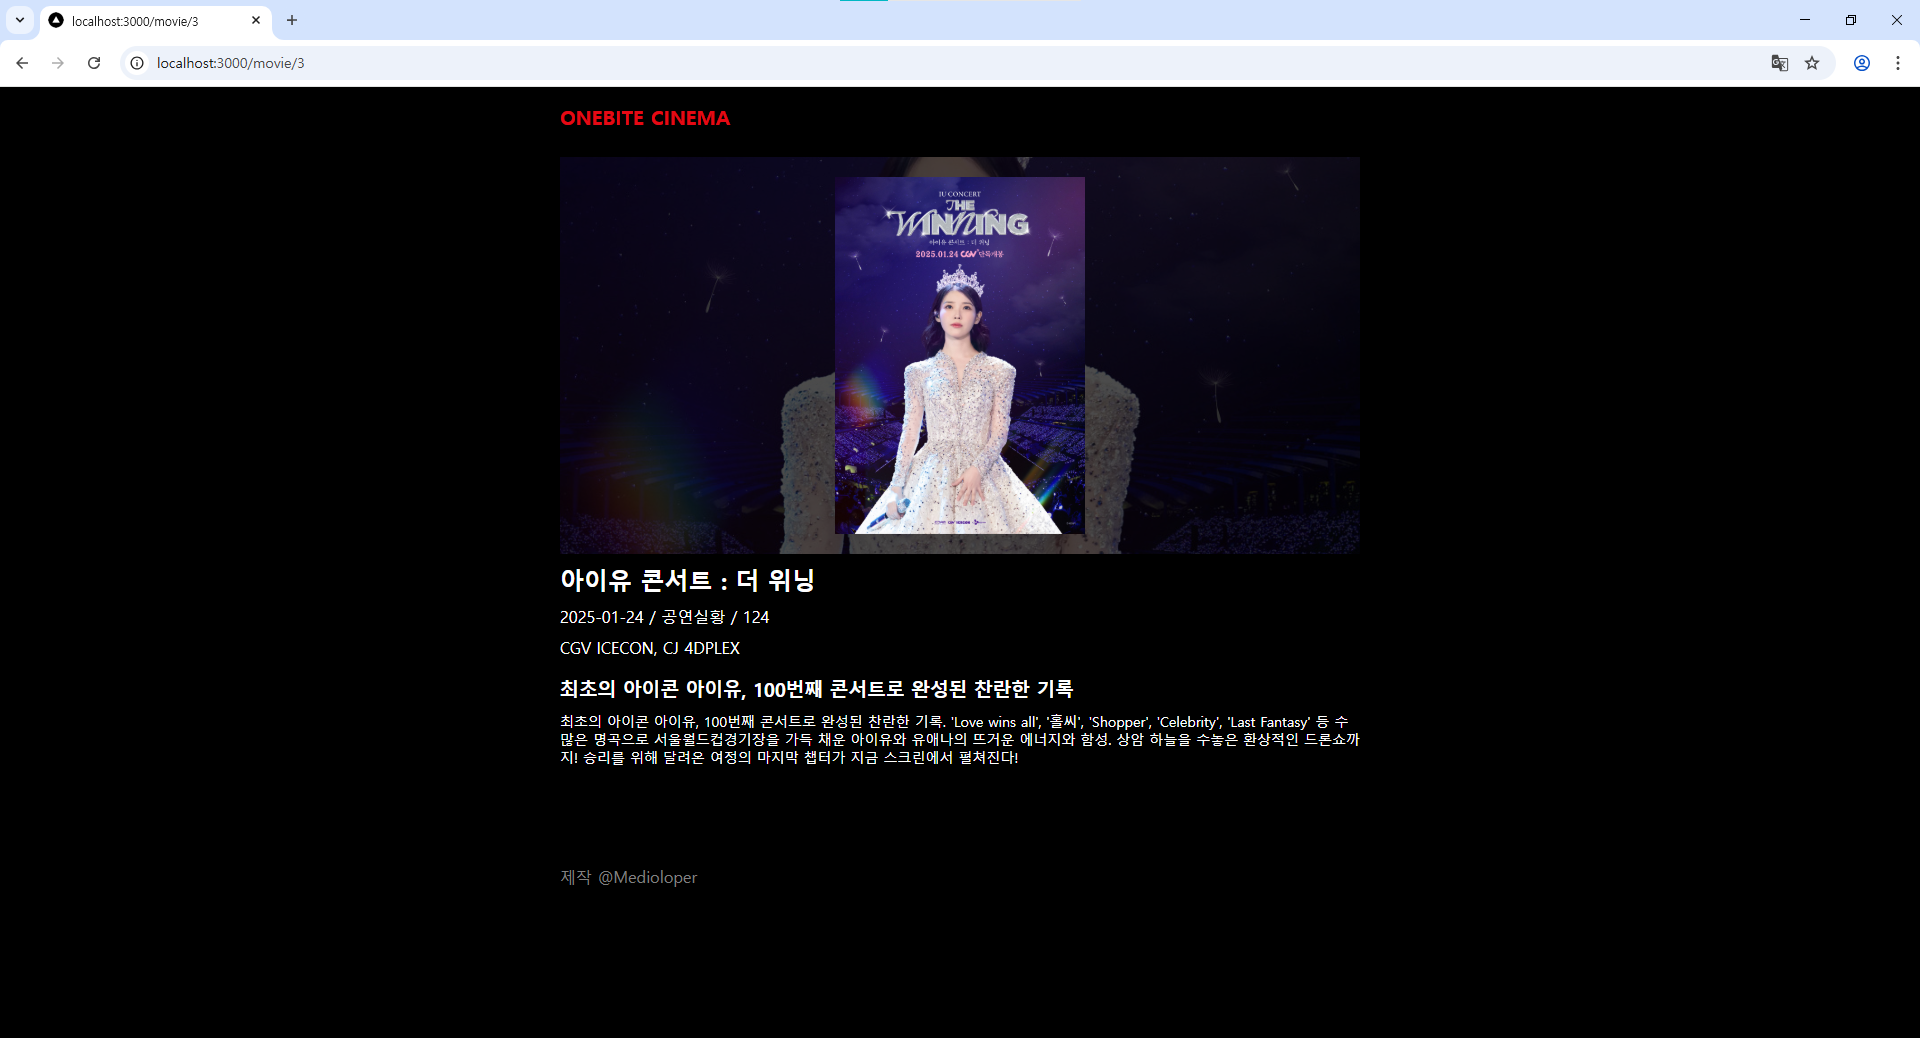 localhost:3000/movie/3
localhost:3000/movie/3
ONEBITE CINEMA
IU CONCERT
THE
WINNING
아이유 콘서트 : 더 위닝
2025.01.24 CGV 단독개봉
아이유 콘서트 : 더 위닝
2025-01-24 / 공연실황 / 124
CGV ICECON, CJ 4DPLEX
최초의 아이콘 아이유, 100번째 콘서트로 완성된 찬란한 기록
최초의 아이콘 아이유, 100번째 콘서트로 완성된 찬란한 기록. 'Love wins all', '홀씨', 'Shopper', 'Celebrity', 'Last Fantasy' 등 수
많은 명곡으로 서울월드컵경기장을 가득 채운 아이유와 유애나의 뜨거운 에너지와 함성. 상암 하늘을 수놓은 환상적인 드론쇼까
지! 승리를 위해 달려온 여정의 마지막 챕터가 지금 스크린에서 펼쳐진다!
제작 @Medioloper